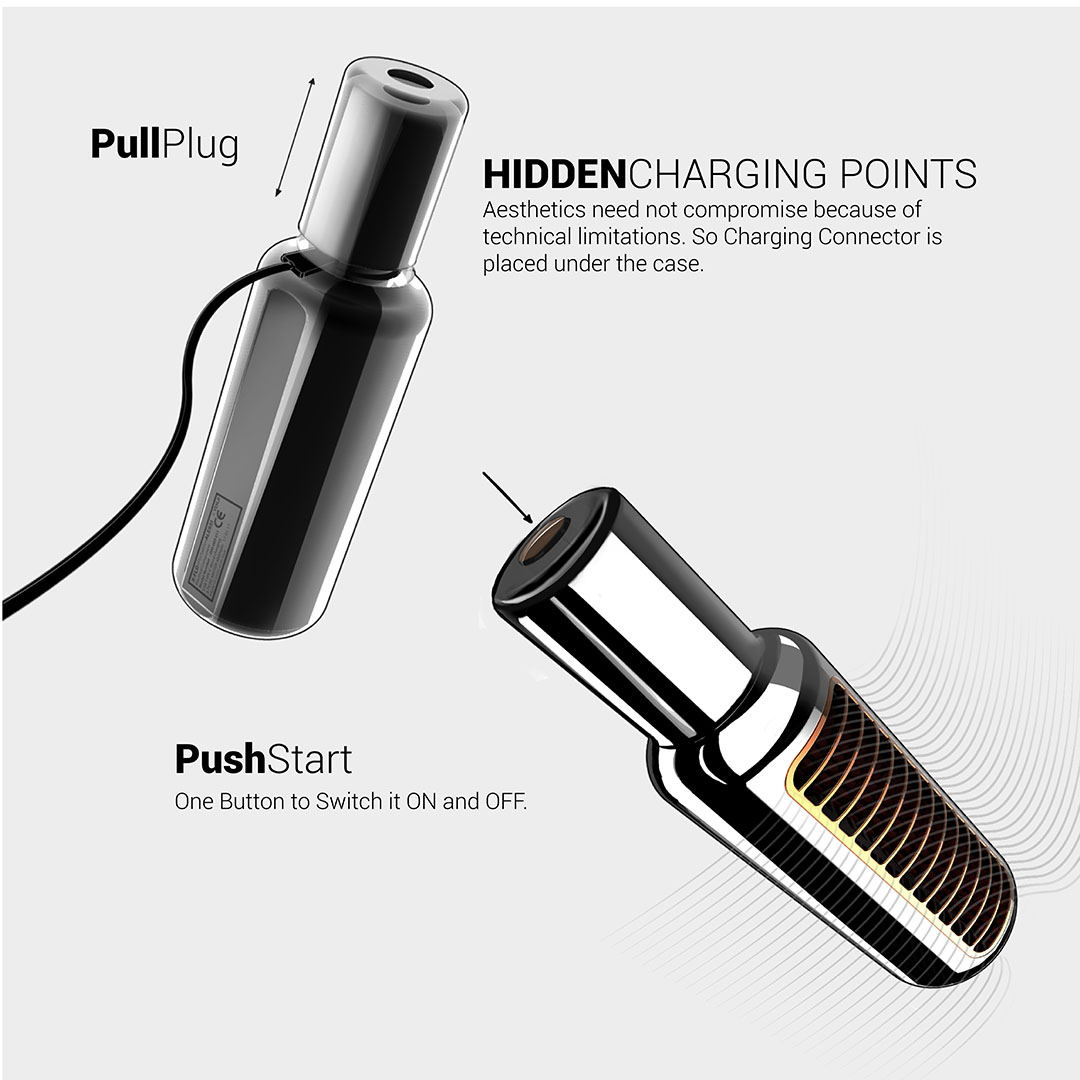 PullPlug
HIDDENCHARGING POINTS
Aesthetics need not compromise because of
technical limitations. So Charging Connector is
placed under the case.
CE
PushStart
One Button to Switch it ON and OFF.